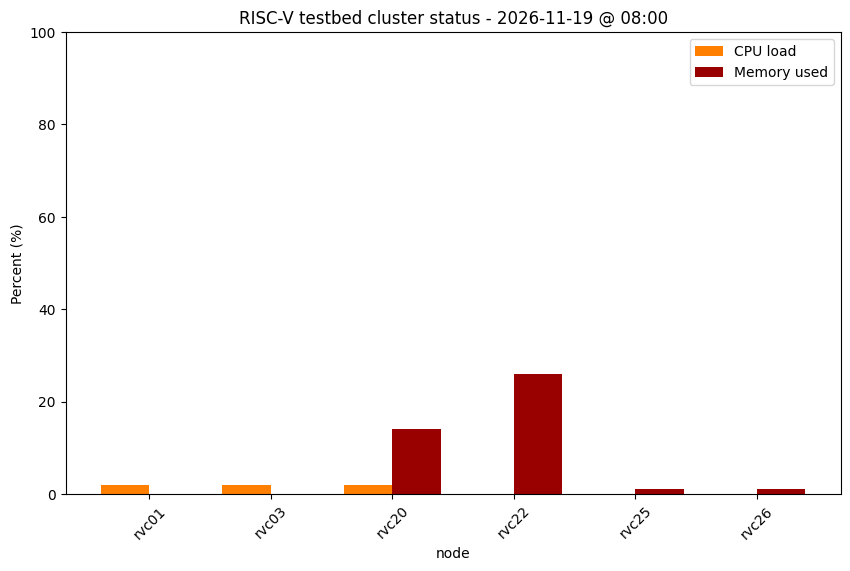 RISC-V testbed cluster status - 2026-11-19 @ 08:00
CPU load
Memory used
Percent (%)
100
80
60
40
20
0
rvc01
rvc03
rvc20
rvc22
rvc25
rvc26
node